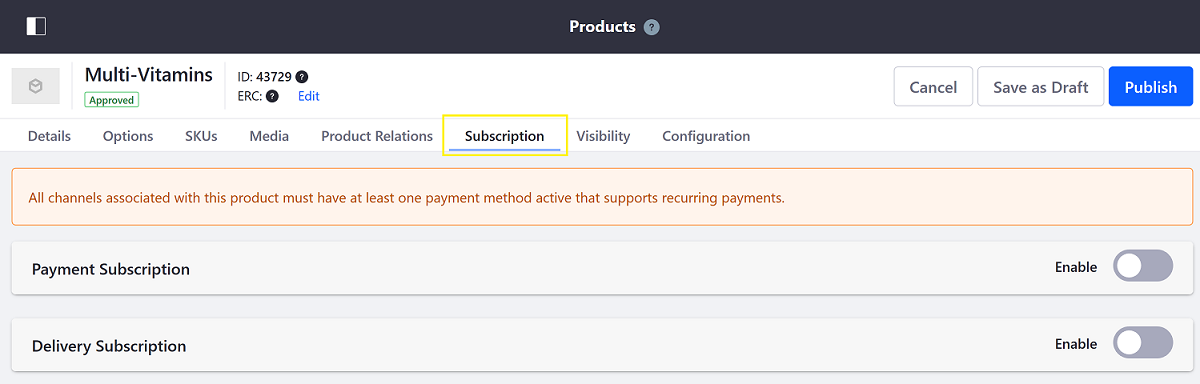 Products ?
Multi-Vitamins
Approved
ID: 43729 ?
ERC: ? Edit
Cancel
Save as Draft
Publish
Details Options SKUs Media Product Relations Subscription Visibility Configuration
All channels associated with this product must have at least one payment method active that supports recurring payments.
Payment Subscription Enable
Delivery Subscription Enable